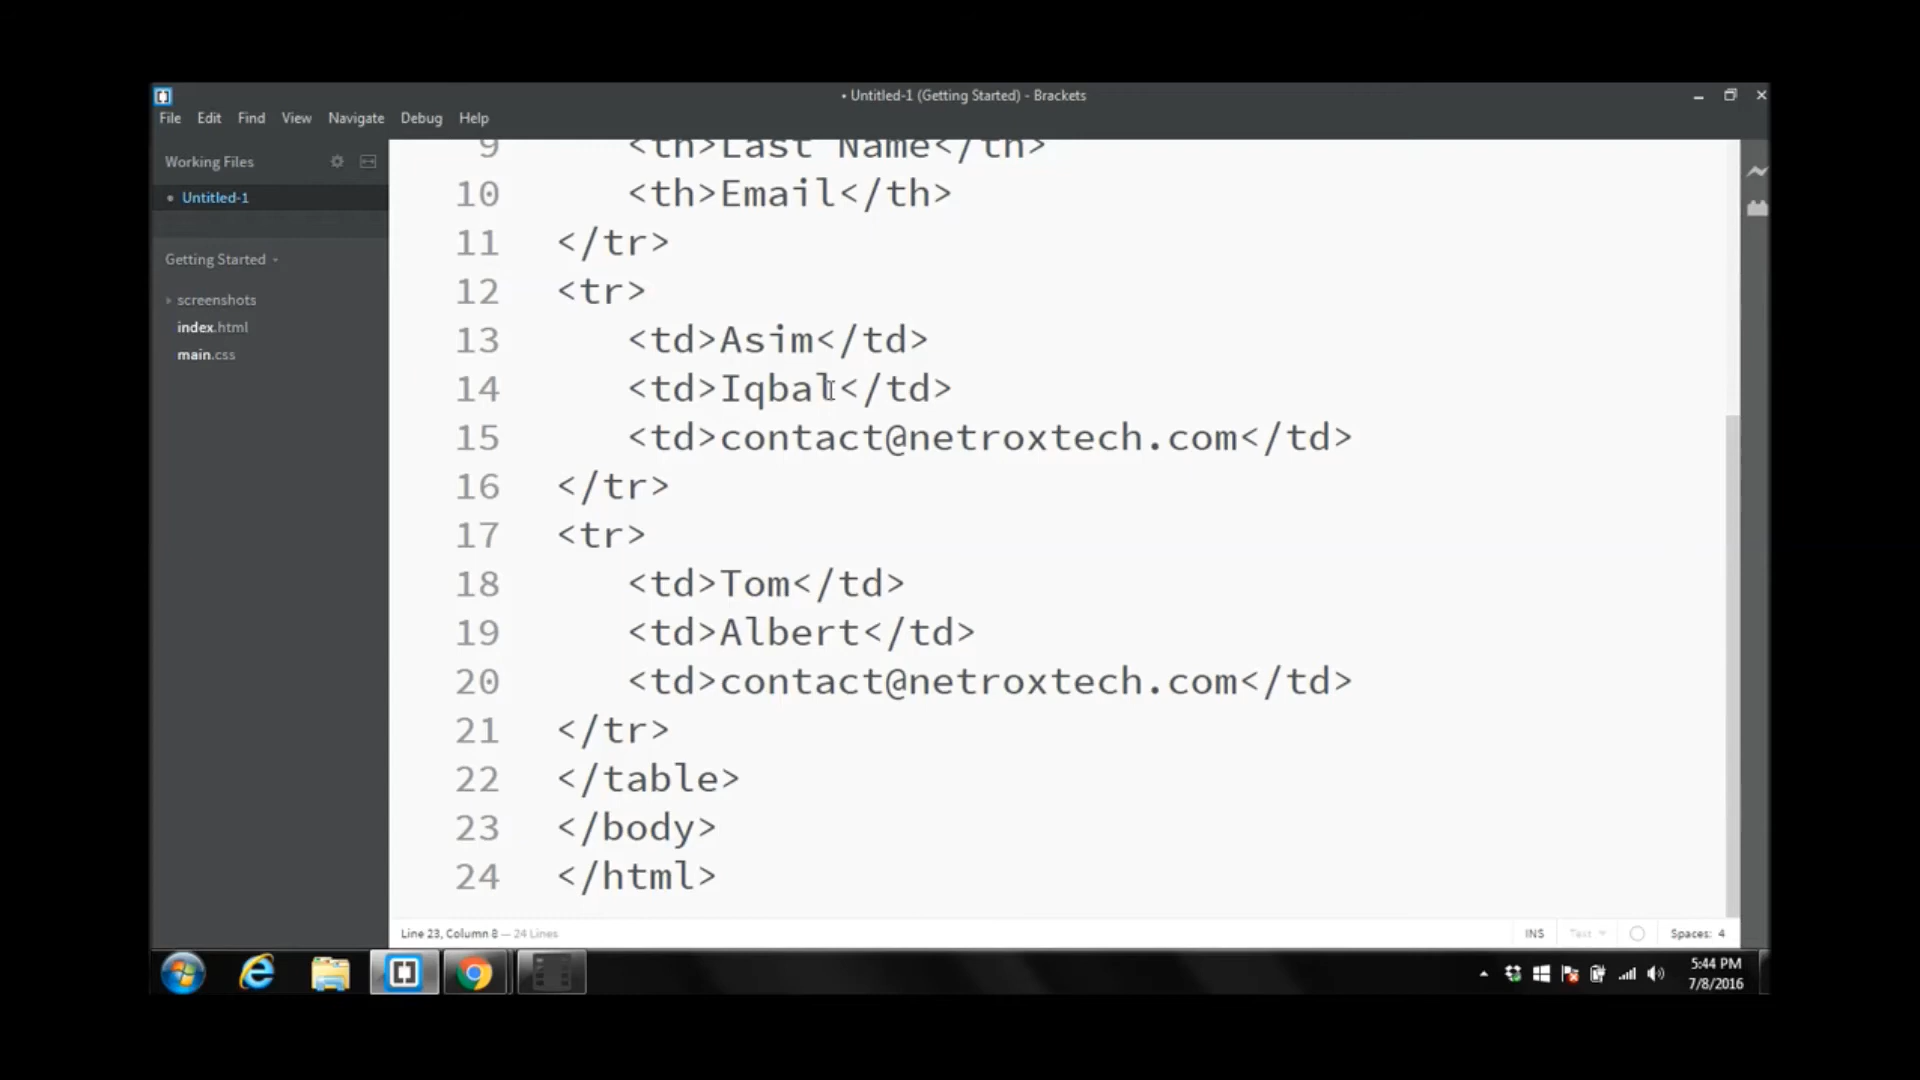 • Untitled-1 (Getting Started) - Brackets
File Edit Find View Navigate Debug Help
Working Files
• Untitled-1
Getting Started
screenshots
index.html
main.css
9 <th>Last Name</th>
10 <th>Email</th>
11 </tr>
12 <tr>
13 <td>Asim</td>
14 <td>Iqbal</td>
15 <td>contact@netroxtech.com</td>
16 </tr>
17 <tr>
18 <td>Tom</td>
19 <td>Albert</td>
20 <td>contact@netroxtech.com</td>
21 </tr>
22 </table>
23 </body>
24 </html>
Line 23, Column 8 — 24 Lines
INS Text Spaces: 4
5:44 PM
7/8/2016